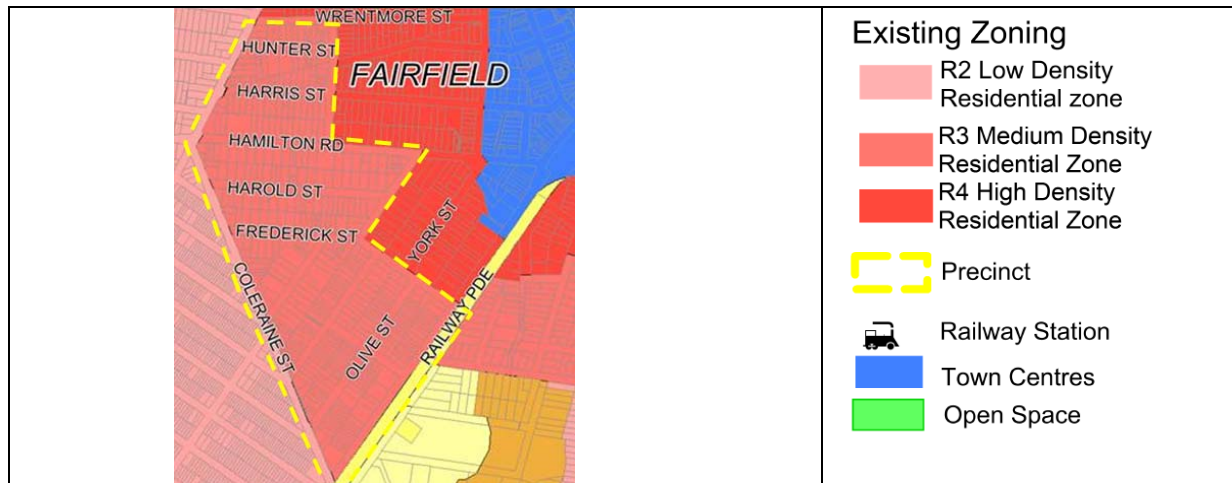 WRENTMORE ST
HUNTER ST
FAIRFIELD
HARRIS ST
HAMILTON RD
HAROLD ST
FREDERICK ST
YORK ST
COLERAINE ST
OLIVE ST
RAILWAY PDE
Existing Zoning
R2 Low Density
Residential zone
R3 Medium Density
Residential Zone
R4 High Density
Residential Zone
Precinct
Railway Station
Town Centres
Open Space